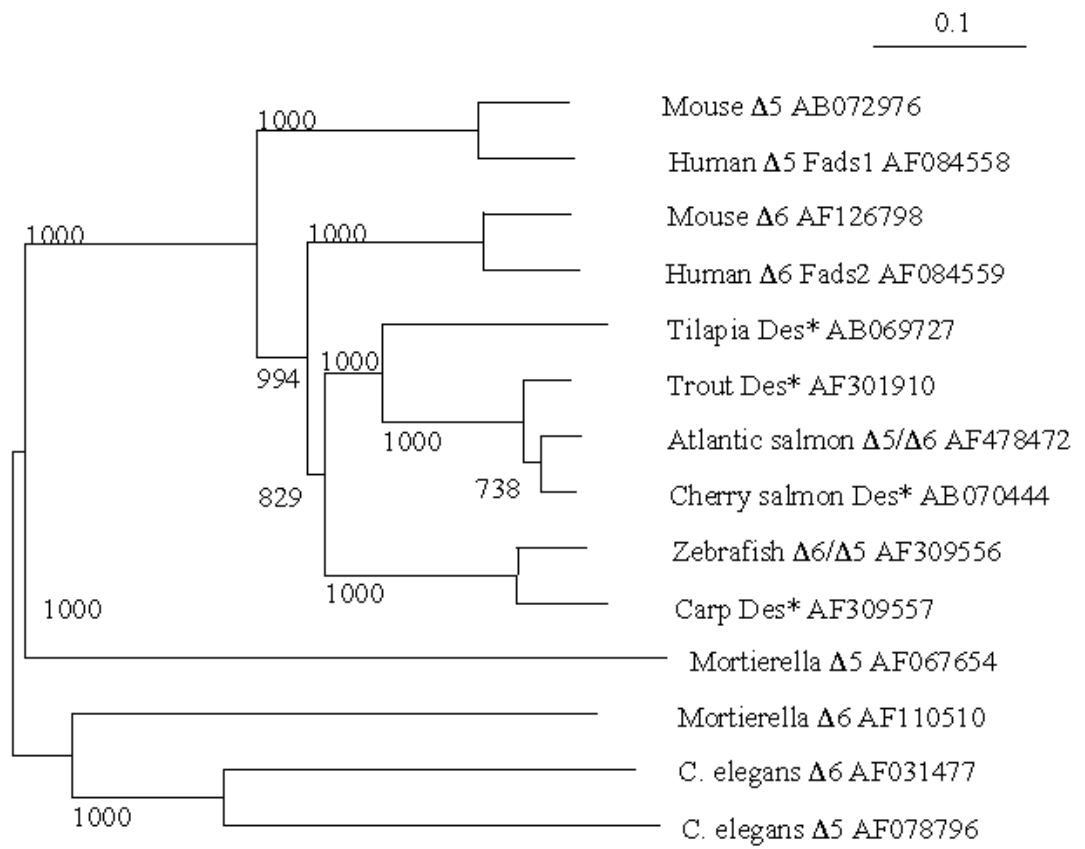 0.1
1000
Mouse Δ5 AB072976
Human Δ5 Fads1 AF084558
Mouse Δ6 AF126798
1000
1000
Human Δ6 Fads2 AF084559
Tilapia Des* AB069727
1000
994
Trout Des* AF301910
1000
Atlantic salmon Δ5/Δ6 AF478472
829
738
Cherry salmon Des* AB070444
Zebrafish Δ6/Δ5 AF309556
1000
1000
Carp Des* AF309557
Mortierella Δ5 AF067654
Mortierella Δ6 AF110510
C. elegans Δ6 AF031477
1000
C. elegans Δ5 AF078796